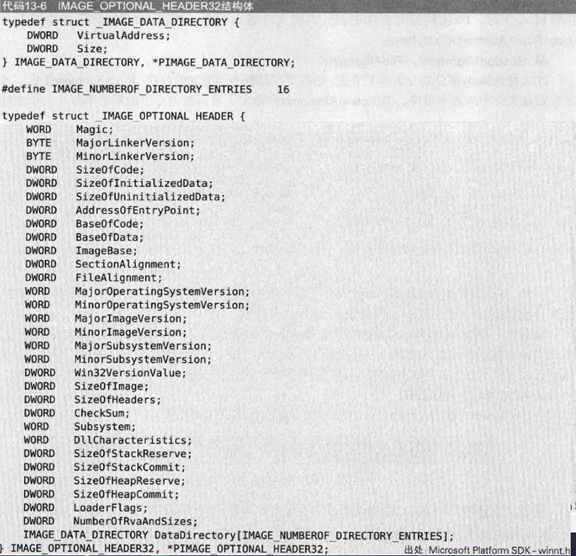 代码13-6 IMAGE_OPTIONAL_HEADER32结构体
typedef struct _IMAGE_DATA_DIRECTORY {
DWORD VirtualAddress;
DWORD Size;
} IMAGE_DATA_DIRECTORY, *PIMAGE_DATA_DIRECTORY;
#define IMAGE_NUMBEROF_DIRECTORY_ENTRIES 16
typedef struct _IMAGE_OPTIONAL_HEADER {
WORD Magic;
BYTE MajorLinkerVersion;
BYTE MinorLinkerVersion;
DWORD SizeOfCode;
DWORD SizeOfInitializedData;
DWORD SizeOfUninitializedData;
DWORD AddressOfEntryPoint;
DWORD BaseOfCode;
DWORD BaseOfData;
DWORD ImageBase;
DWORD SectionAlignment;
DWORD FileAlignment;
WORD MajorOperatingSystemVersion;
WORD MinorOperatingSystemVersion;
WORD MajorImageVersion;
WORD MinorImageVersion;
WORD MajorSubsystemVersion;
WORD MinorSubsystemVersion;
DWORD Win32VersionValue;
DWORD SizeOfImage;
DWORD SizeOfHeaders;
DWORD CheckSum;
WORD Subsystem;
WORD DllCharacteristics;
DWORD SizeOfStackReserve;
DWORD SizeOfStackCommit;
DWORD SizeOfHeapReserve;
DWORD SizeOfHeapCommit;
DWORD LoaderFlags;
DWORD NumberOfRvaAndSizes;
IMAGE_DATA_DIRECTORY DataDirectory[IMAGE_NUMBEROF_DIRECTORY_ENTRIES];
} IMAGE_OPTIONAL_HEADER32, *PIMAGE_OPTIONAL_HEADER32;
出处:Microsoft Platform SDK - winnt.h